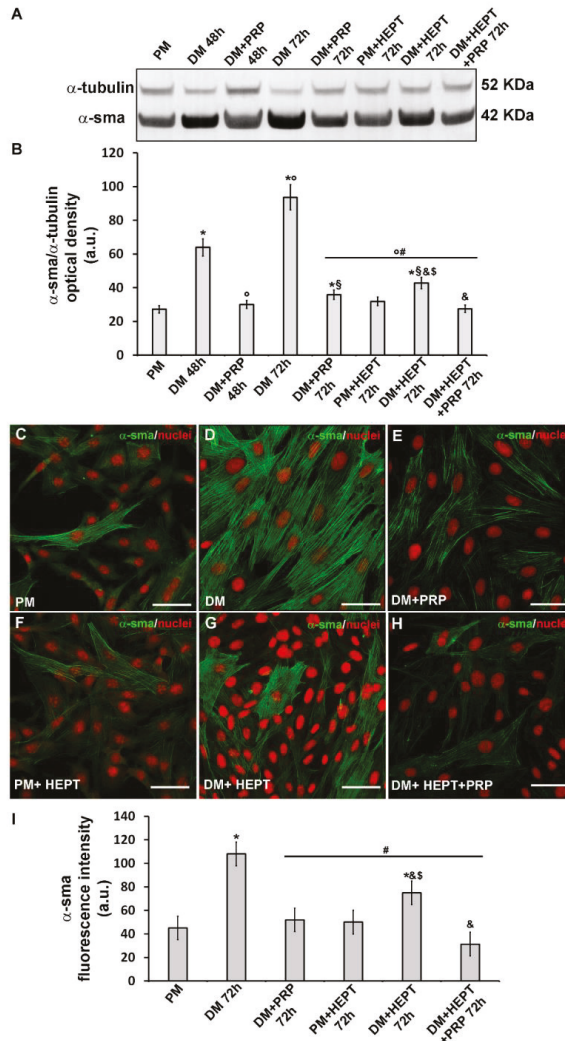 A
PM
DM 48h
DM+PRP
48h
DM 72h
DM+PRP
72h
PM+HEPT
72h
DM+HEPT
72h
DM+HEPT
+PRP 72h
α-tubulin
52 KDa
α-sma
42 KDa
B
α-sma/α-tubulin
optical density
(a.u.)
120
100
80
60
40
20
0
*
°
*°
°#
*§
*§&$
&
PM
DM 48h
DM+PRP
48h
DM 72h
DM+PRP
72h
PM+HEPT
72h
DM+HEPT
72h
DM+HEPT
+PRP 72h
C
α-sma/nuclei
PM
D
α-sma/nuclei
DM
E
α-sma/nuclei
DM+PRP
F
α-sma/nuclei
PM+ HEPT
G
α-sma/nuclei
DM+ HEPT
H
α-sma/nuclei
DM+ HEPT+PRP
I
α-sma
fluorescence intensity
(a.u.)
140
120
100
80
60
40
20
0
*
#
*&$
&
PM
DM 72h
DM+PRP
72h
PM+HEPT
72h
DM+HEPT
72h
DM+HEPT
+PRP 72h